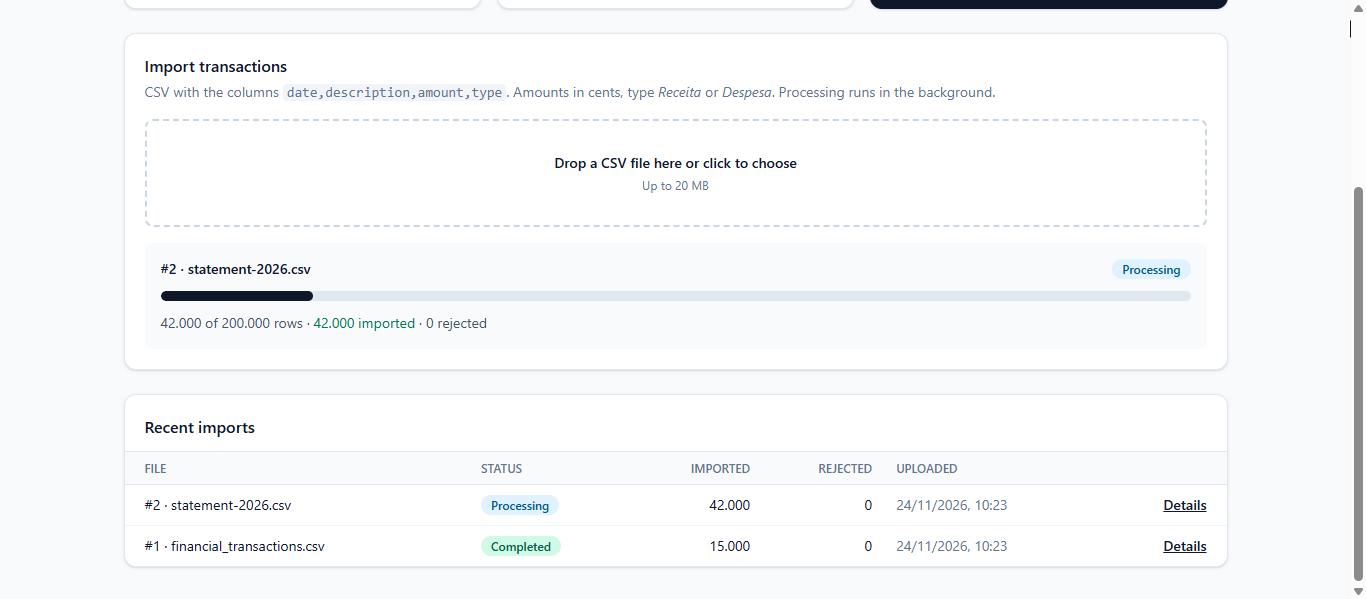 Import transactions
CSV with the columns date,description,amount,type. Amounts in cents, type Receita or Despesa. Processing runs in the background.
Drop a CSV file here or click to choose
Up to 20 MB
#2 · statement-2026.csv Processing
42.000 of 200.000 rows · 42.000 imported · 0 rejected
Recent imports
FILE STATUS IMPORTED REJECTED UPLOADED
#2 · statement-2026.csv Processing 42.000 0 24/11/2026, 10:23 Details
#1 · financial_transactions.csv Completed 15.000 0 24/11/2026, 10:23 Details